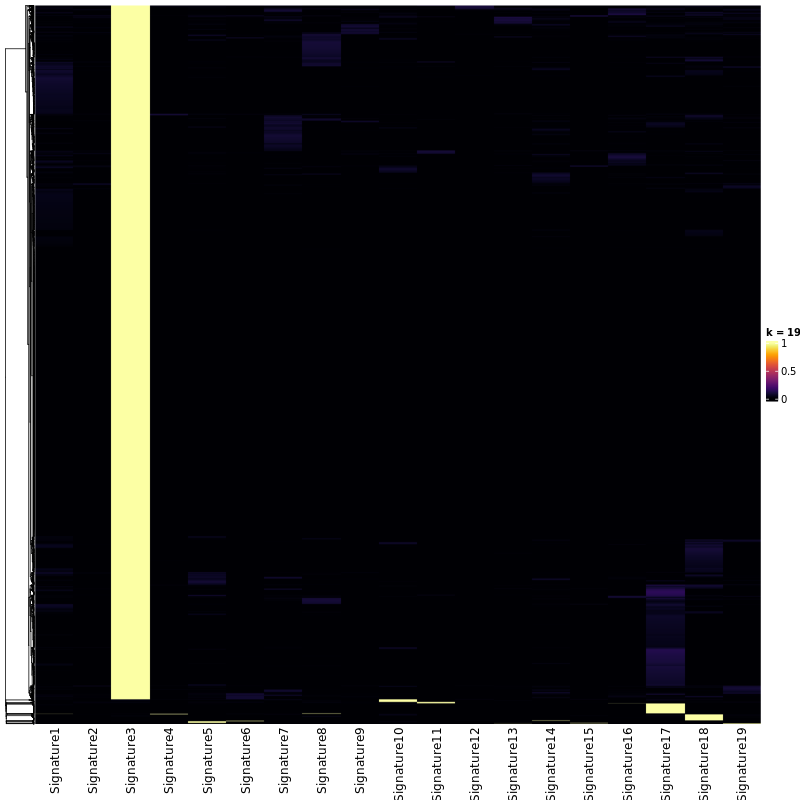 k = 19
1
0.5
0
Signature1
Signature2
Signature3
Signature4
Signature5
Signature6
Signature7
Signature8
Signature9
Signature10
Signature11
Signature12
Signature13
Signature14
Signature15
Signature16
Signature17
Signature18
Signature19